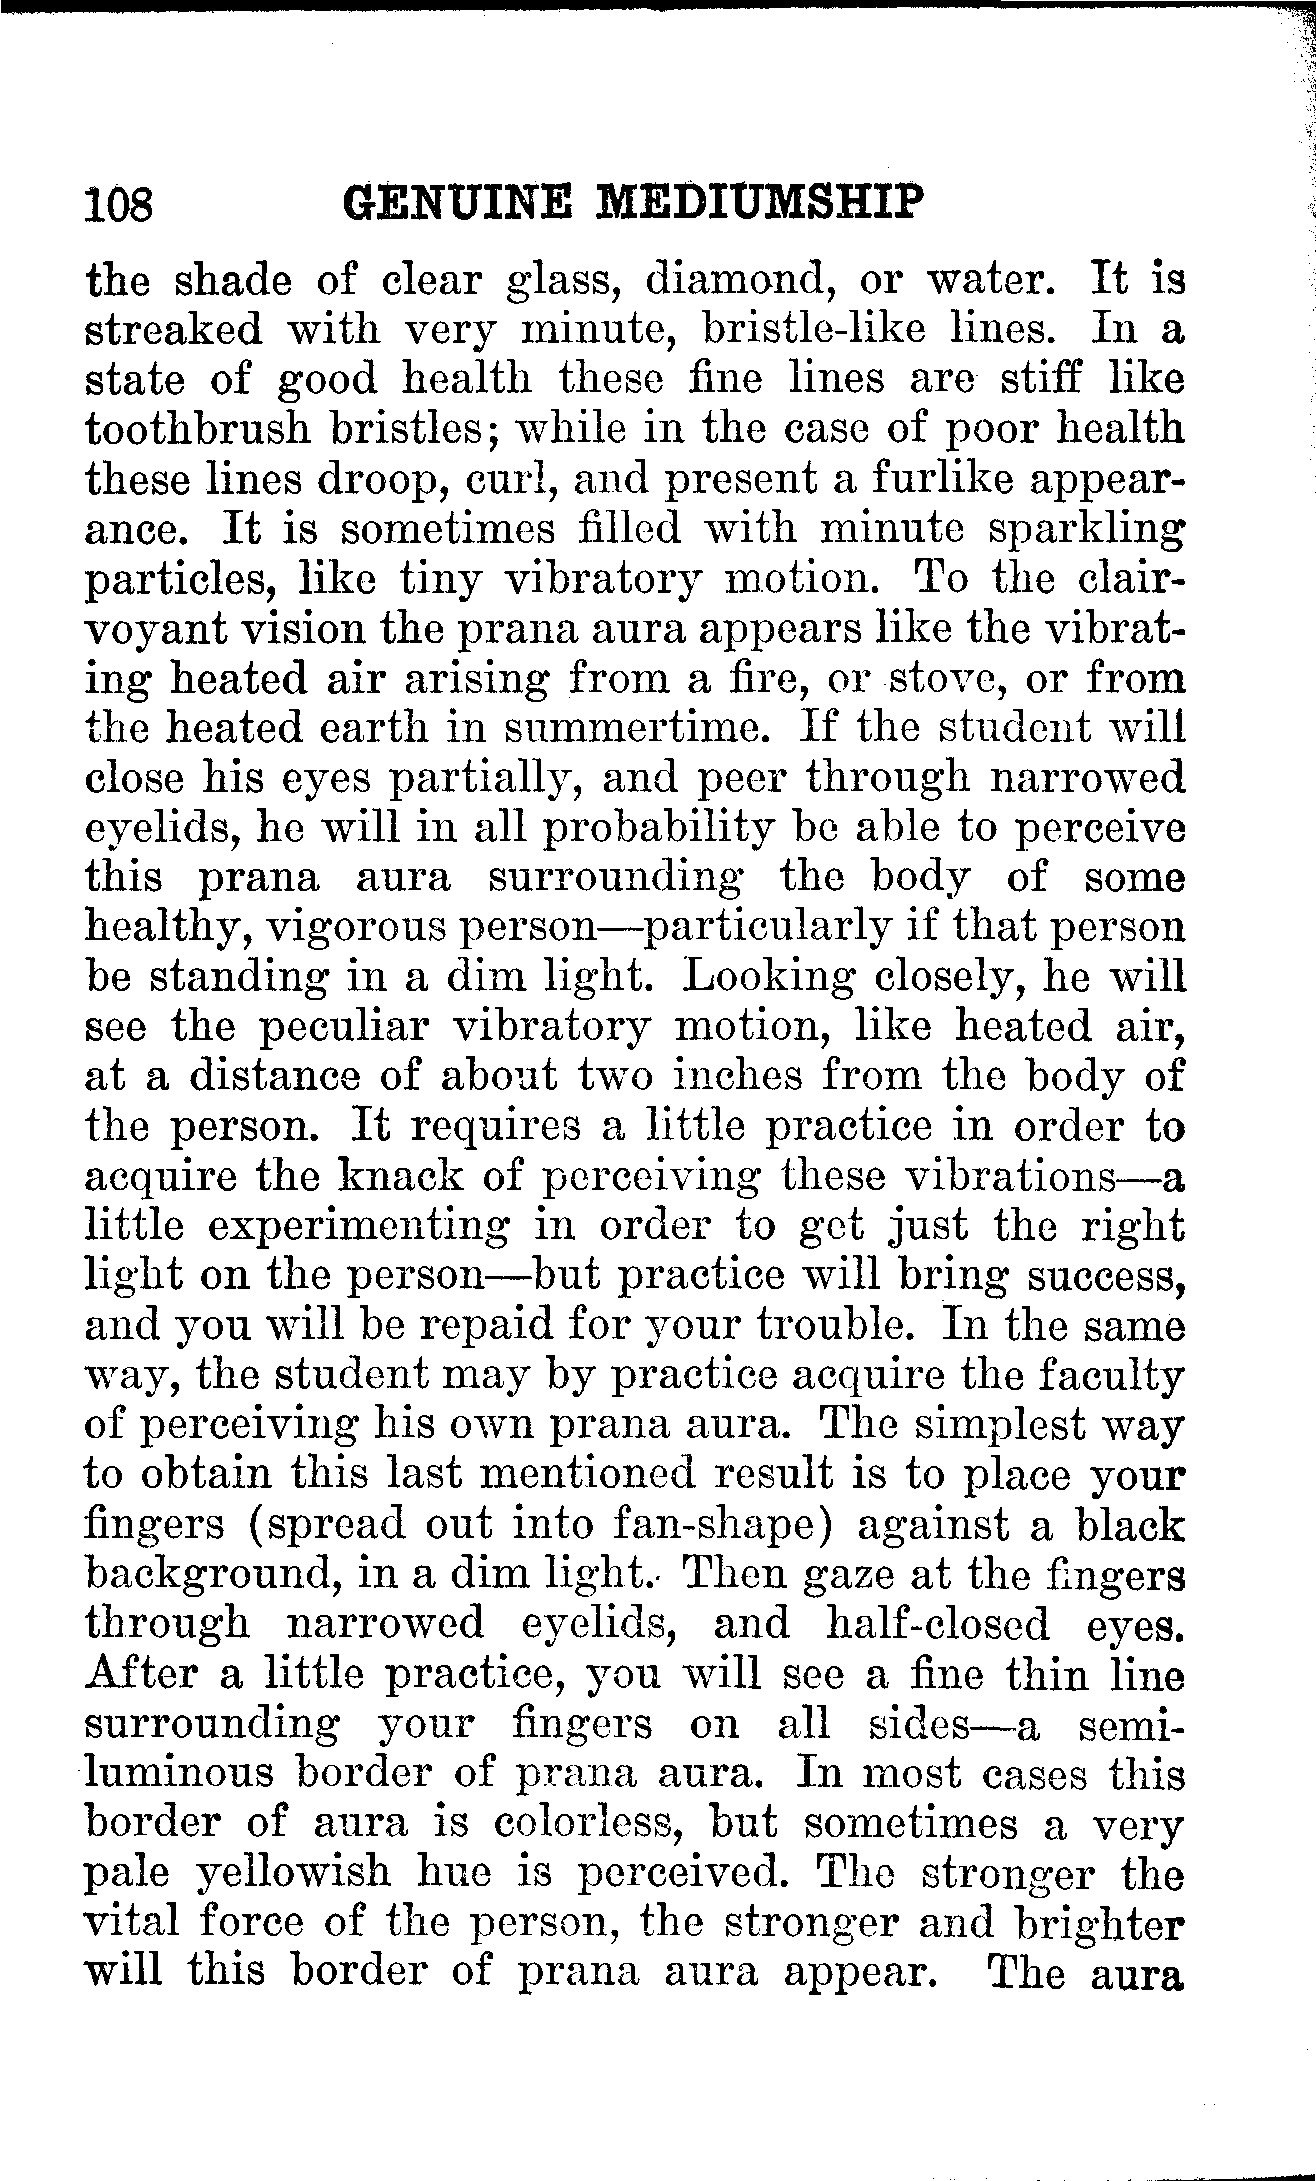 108 GENUINE MEDIUMSHIP
the shade of clear glass, diamond, or water. It is
streaked with very minute, bristle-like lines. In a
state of good health these fine lines are stiff like
toothbrush bristles; while in the case of poor health
these lines droop, curl, and present a furlike appear-
ance. It is sometimes filled with minute sparkling
particles, like tiny vibratory motion. To the clair-
voyant vision the prana aura appears like the vibrat-
ing heated air arising from a fire, or stove, or from
the heated earth in summertime. If the student will
close his eyes partially, and peer through narrowed
eyelids, he will in all probability be able to perceive
this prana aura surrounding the body of some
healthy, vigorous person—particularly if that person
be standing in a dim light. Looking closely, he will
see the peculiar vibratory motion, like heated air,
at a distance of about two inches from the body of
the person. It requires a little practice in order to
acquire the knack of perceiving these vibrations—a
little experimenting in order to get just the right
light on the person—but practice will bring success,
and you will be repaid for your trouble. In the same
way, the student may by practice acquire the faculty
of perceiving his own prana aura. The simplest way
to obtain this last mentioned result is to place your
fingers (spread out into fan-shape) against a black
background, in a dim light. Then gaze at the fingers
through narrowed eyelids, and half-closed eyes.
After a little practice, you will see a fine thin line
surrounding your fingers on all sides—a semi-
luminous border of prana aura. In most cases this
border of aura is colorless, but sometimes a very
pale yellowish hue is perceived. The stronger the
vital force of the person, the stronger and brighter
will this border of prana aura appear. The aura